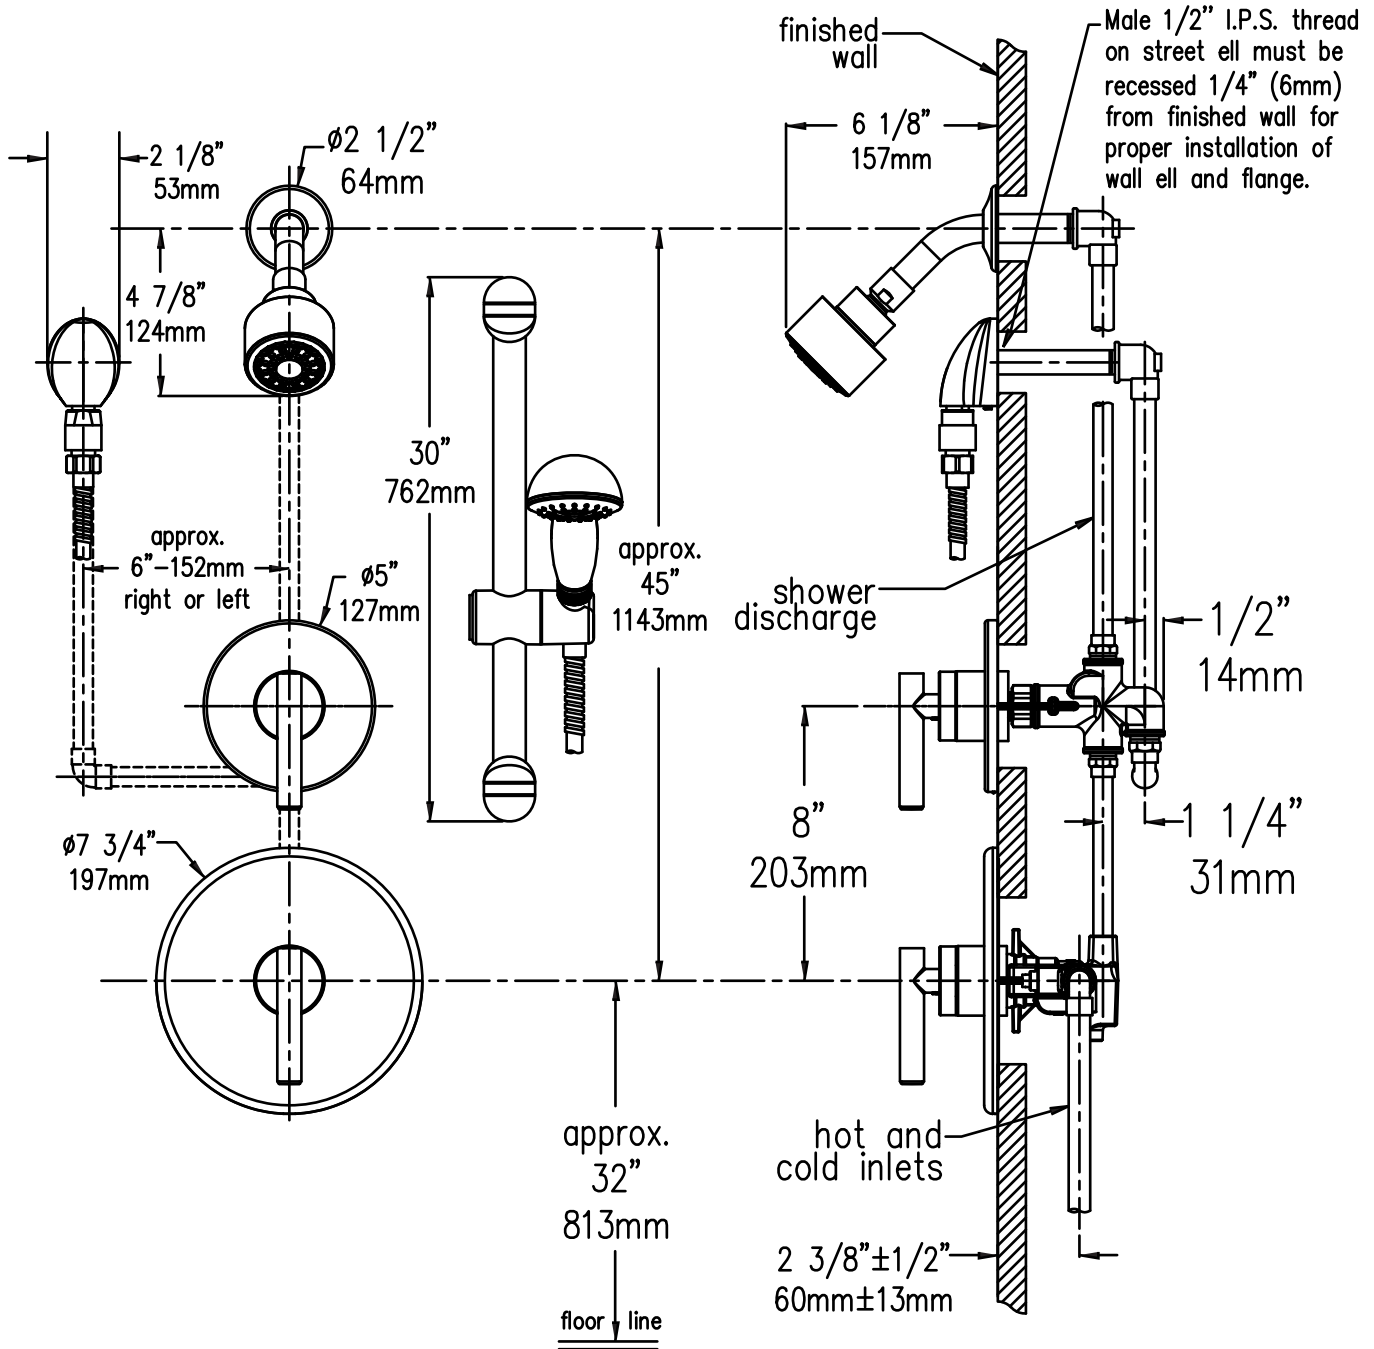 finished
wall
Male 1/2" I.P.S. thread
on street ell must be
recessed 1/4" (6mm)
from finished wall for
proper installation of
wall ell and flange.
2 1/8"
53mm
ø2 1/2"
64mm
6 1/8"
157mm
4 7/8"
124mm
30"
762mm
approx.
6"-152mm
right or left
ø5"
127mm
approx.
45"
1143mm
shower
discharge
1/2"
14mm
8"
203mm
1 1/4"
31mm
ø7 3/4"
197mm
approx.
32"
813mm
hot and
cold inlets
2 3/8"±1/2"
60mm±13mm
floor line